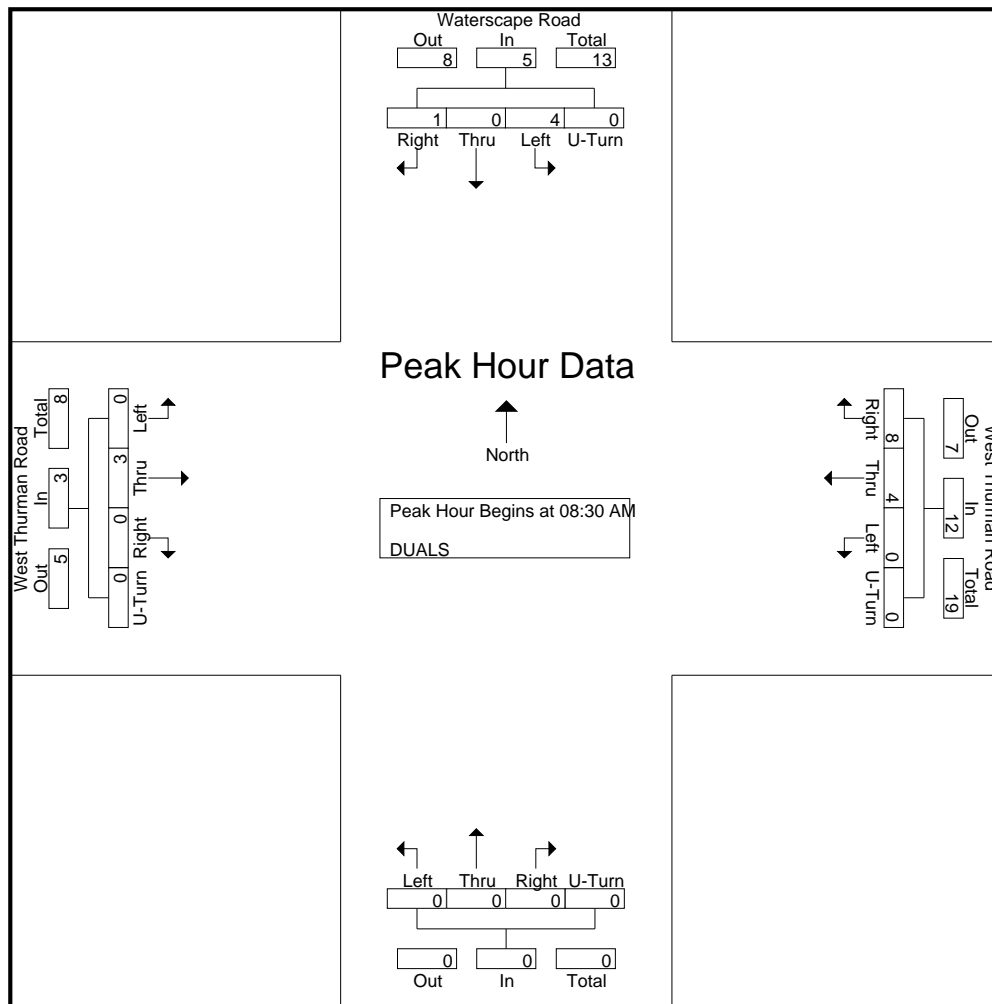 Waterscape Road
Out In Total
8 5 13
1 0 4 0
Right Thru Left U-Turn
Peak Hour Data
North
Peak Hour Begins at 08:30 AM
DUALS
West Thurman Road
Total In Out
8 3 5
0 3 0 0
Left Thru Right U-Turn
West Thurman Road
Out In Total
7 12 19
8 4 0 0
Right Thru Left U-Turn
Left Thru Right U-Turn
0 0 0 0
0 0 0
Out In Total